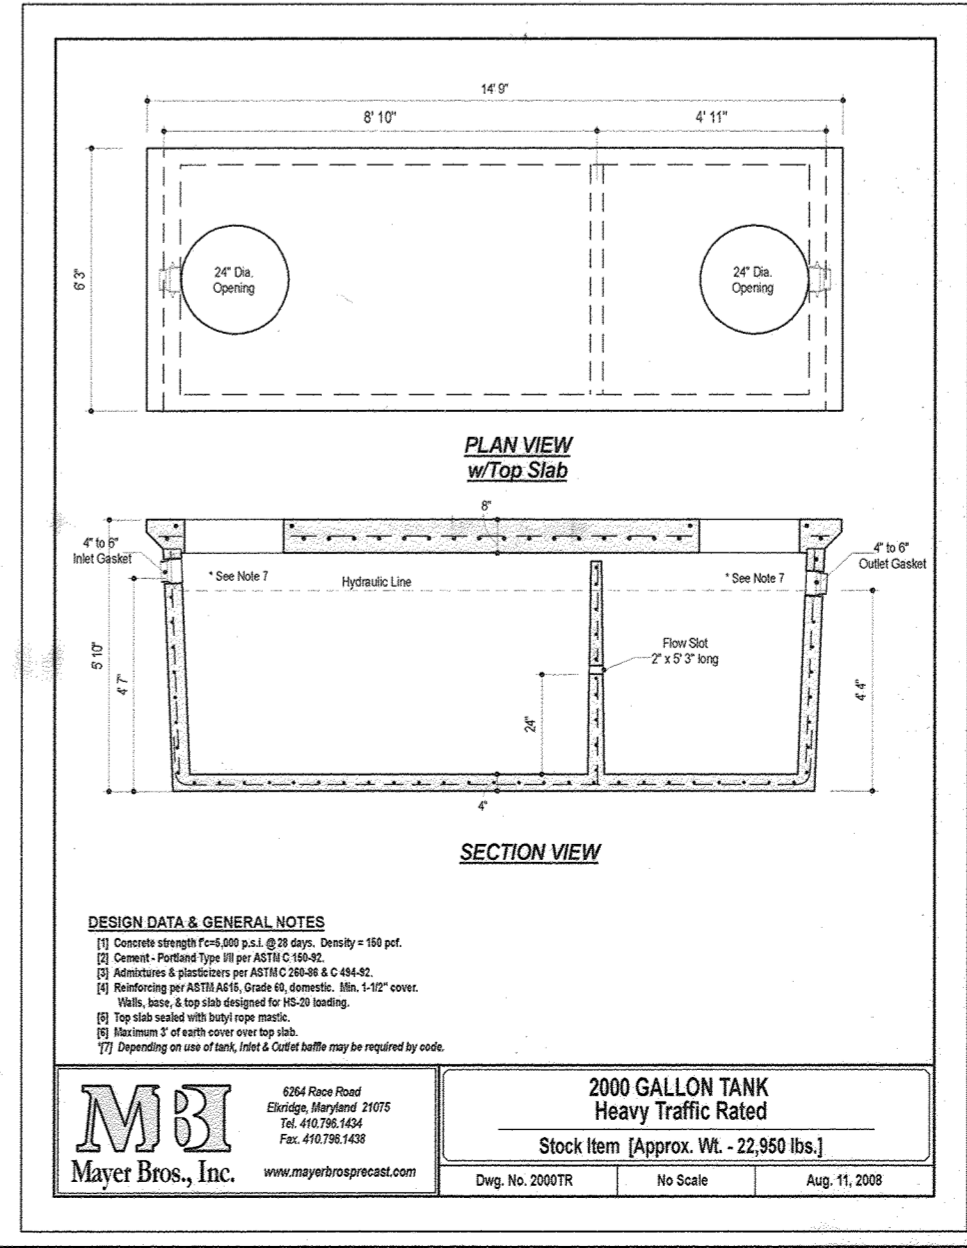 14' 9"
8' 10"
4' 11"
6' 3"
24" Dia.
Opening
24" Dia.
Opening
PLAN VIEW
w/Top Slab
8"
4" to 6"
Inlet Gasket
4" to 6"
Outlet Gasket
* See Note 7
Hydraulic Line
* See Note 7
Flow Slot
2" x 5' 3" long
5' 10"
4' 7"
24"
4' 4"
4"
SECTION VIEW
DESIGN DATA & GENERAL NOTES
[1] Concrete strength f'c=5,000 p.s.i. @ 28 days. Density = 150 pcf.
[2] Cement - Portland Type I/II per ASTM C 150-92.
[3] Admixtures & plasticizers per ASTM C 260-86 & C 494-92.
[4] Reinforcing per ASTM A615, Grade 60, domestic. Min. 1-1/2" cover.
Walls, base, & top slab designed for HS-20 loading.
[5] Top slab sealed with butyl rope mastic.
[6] Maximum 3' of earth cover over top slab.
*[7] Depending on use of tank, Inlet & Outlet baffle may be required by code.
MBI
Mayer Bros., Inc.
6264 Race Road
Elkridge, Maryland 21075
Tel. 410.796.1434
Fax. 410.796.1438
www.mayerbrosprecast.com
2000 GALLON TANK
Heavy Traffic Rated
Stock Item [Approx. Wt. - 22,950 lbs.]
Dwg. No. 2000TR
No Scale
Aug. 11, 2008